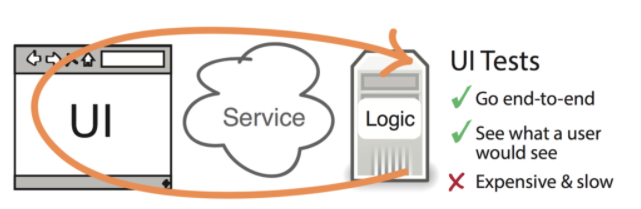 UI
Service
Logic
UI Tests
Go end-to-end
See what a user
would see
Expensive & slow